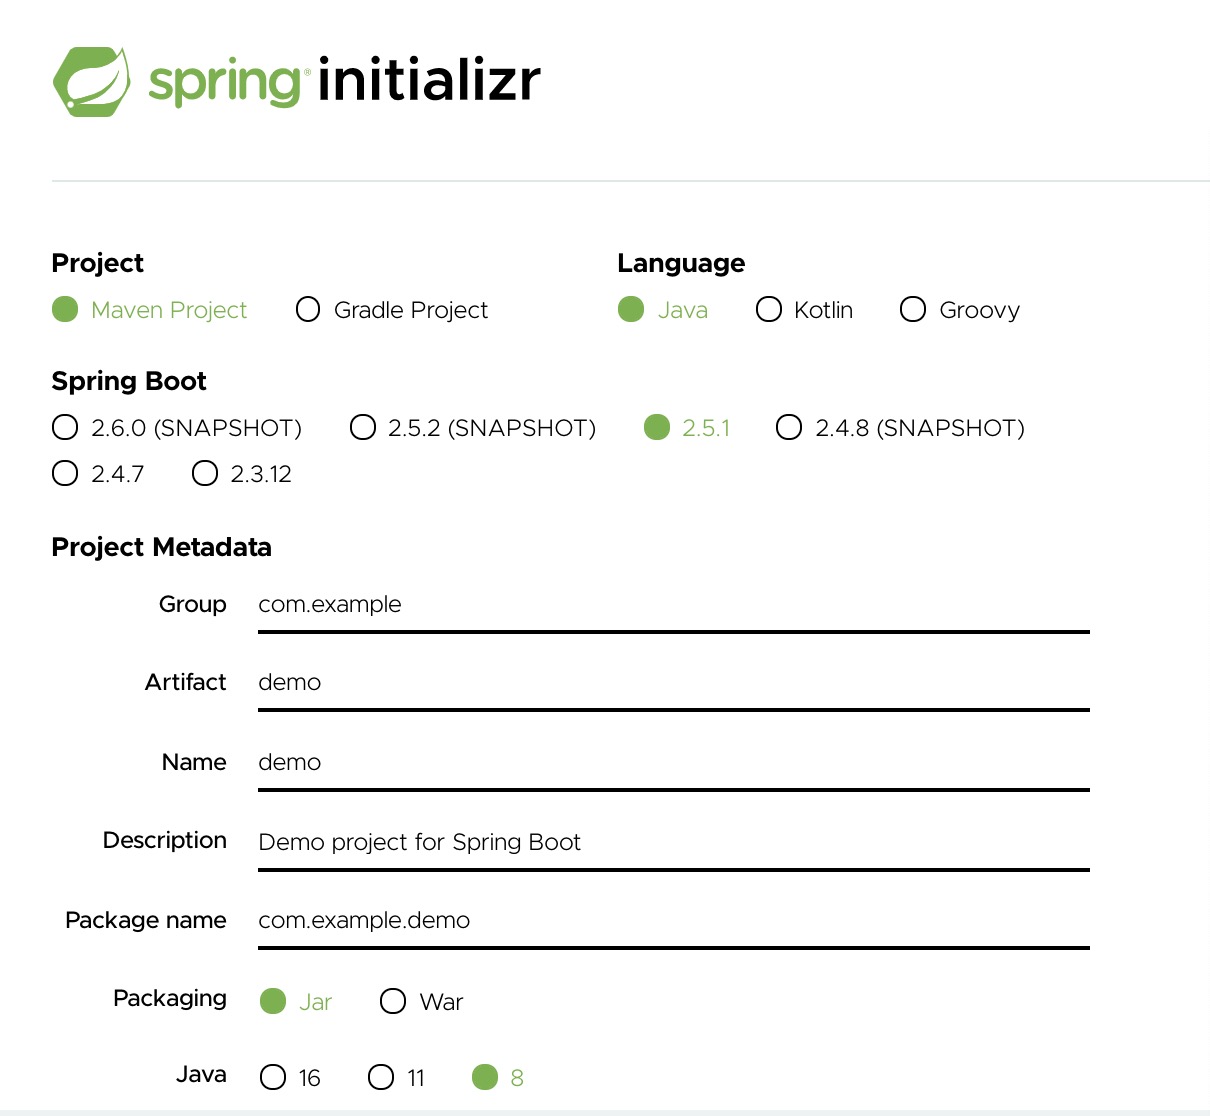 spring® initializr
Project
Language
Maven Project Gradle Project
Java Kotlin Groovy
Spring Boot
2.6.0 (SNAPSHOT) 2.5.2 (SNAPSHOT) 2.5.1 2.4.8 (SNAPSHOT)
2.4.7 2.3.12
Project Metadata
Group com.example
Artifact demo
Name demo
Description Demo project for Spring Boot
Package name com.example.demo
Packaging Jar War
Java 16 11 8